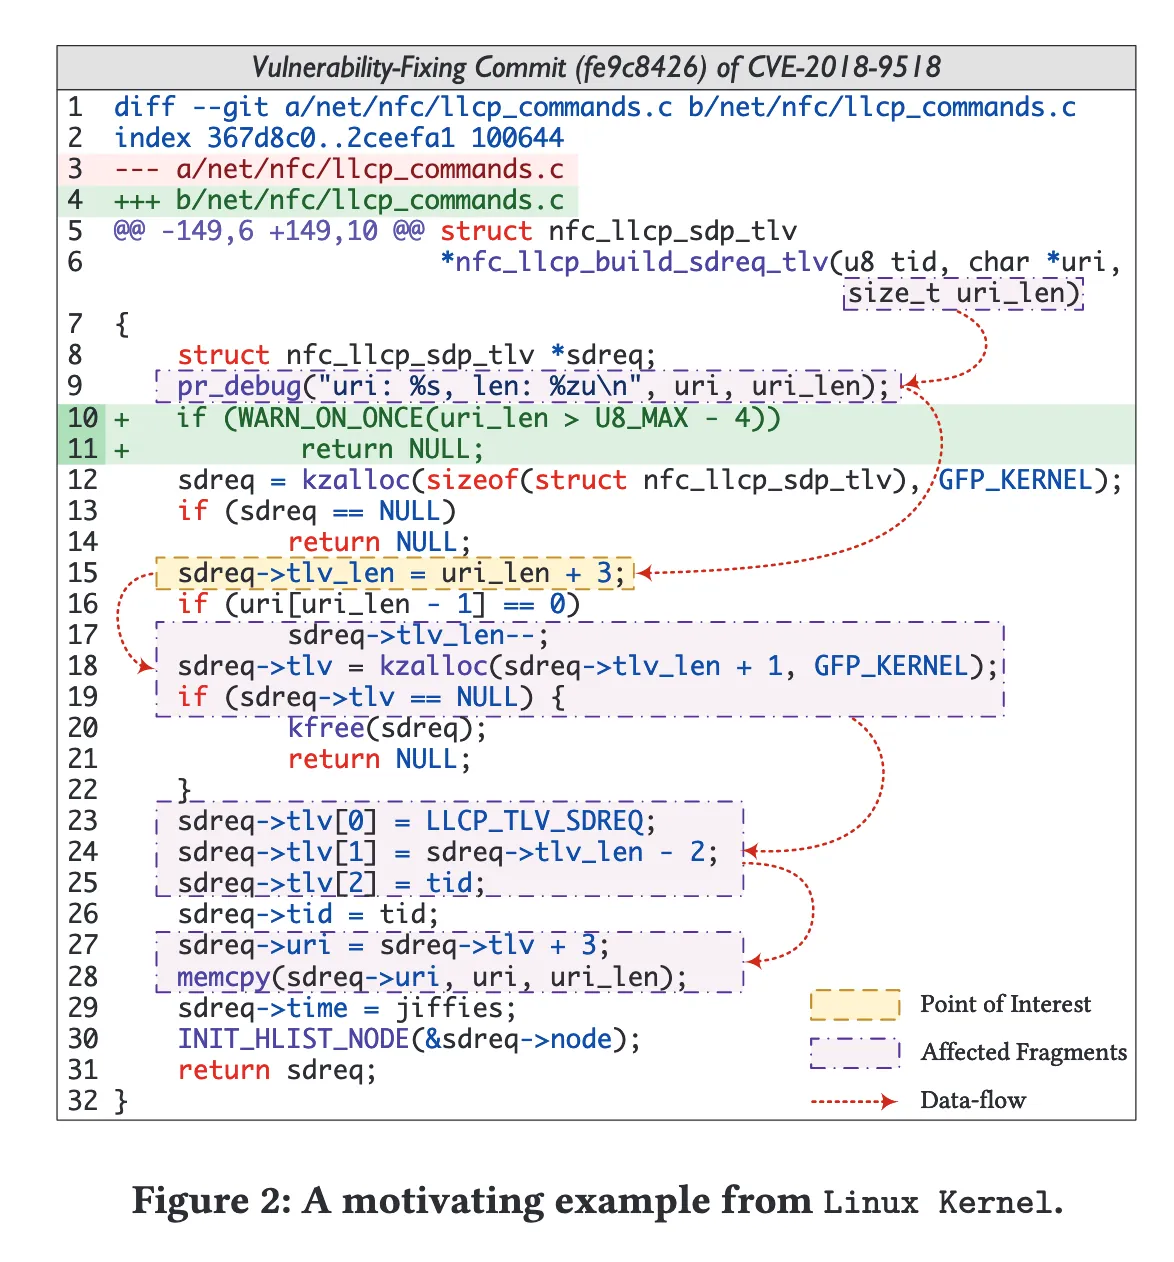 Vulnerability-Fixing Commit (fe9c8426) of CVE-2018-9518
1 diff --git a/net/nfc/llcp_commands.c b/net/nfc/llcp_commands.c
2 index 367d8c0..2ceefa1 100644
3 --- a/net/nfc/llcp_commands.c
4 +++ b/net/nfc/llcp_commands.c
5 @@ -149,6 +149,10 @@ struct nfc_llcp_sdp_tlv
6 *nfc_llcp_build_sdreq_tlv(u8 tid, char *uri,
size_t uri_len)
7 {
8 struct nfc_llcp_sdp_tlv *sdreq;
9 pr_debug("uri: %s, len: %zu\n", uri, uri_len);
10 + if (WARN_ON_ONCE(uri_len > U8_MAX - 4))
11 + return NULL;
12 sdreq = kzalloc(sizeof(struct nfc_llcp_sdp_tlv), GFP_KERNEL);
13 if (sdreq == NULL)
14 return NULL;
15 sdreq->tlv_len = uri_len + 3;
16 if (uri[uri_len - 1] == 0)
17 sdreq->tlv_len--;
18 sdreq->tlv = kzalloc(sdreq->tlv_len + 1, GFP_KERNEL);
19 if (sdreq->tlv == NULL) {
20 kfree(sdreq);
21 return NULL;
22 }
23 sdreq->tlv[0] = LLCP_TLV_SDREQ;
24 sdreq->tlv[1] = sdreq->tlv_len - 2;
25 sdreq->tlv[2] = tid;
26 sdreq->tid = tid;
27 sdreq->uri = sdreq->tlv + 3;
28 memcpy(sdreq->uri, uri, uri_len);
29 sdreq->time = jiffies;
30 INIT_HLIST_NODE(&sdreq->node);
31 return sdreq;
32 }
Point of Interest
Affected Fragments
Data-flow
Figure 2: A motivating example from Linux Kernel.